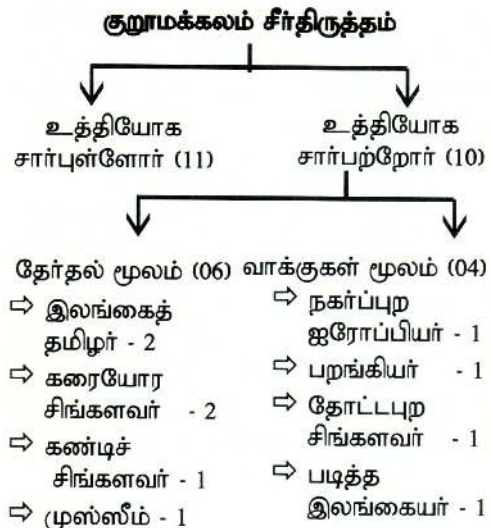 குறூமக்கலம் சீர்திருத்தம்
உத்தியோக
சார்புள்ளோர் (11)
உத்தியோக
சார்பற்றோர் (10)
தேர்தல் மூலம் (06)
⇨ இலங்கைத்
தமிழர் - 2
⇨ கரையோர
சிங்களவர் - 2
⇨ கண்டிச்
சிங்களவர் - 1
⇨ முஸ்லீம் - 1
வாக்குகள் மூலம் (04)
⇨ நகர்ப்புற
ஐரோப்பியர் - 1
⇨ பறங்கியர் - 1
⇨ தோட்டபுற
சிங்களவர் - 1
⇨ படித்த
இலங்கையர் - 1